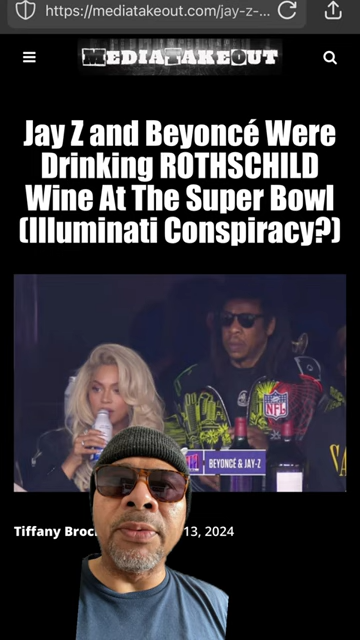 https://mediatakeout.com/jay-z-...
MEDIATAKEOUT
Jay Z and Beyoncé Were
Drinking ROTHSCHILD
Wine At The Super Bowl
(Illuminati Conspiracy?)
NFL
BEYONCÉ & JAY-Z
Tiffany 13, 2024